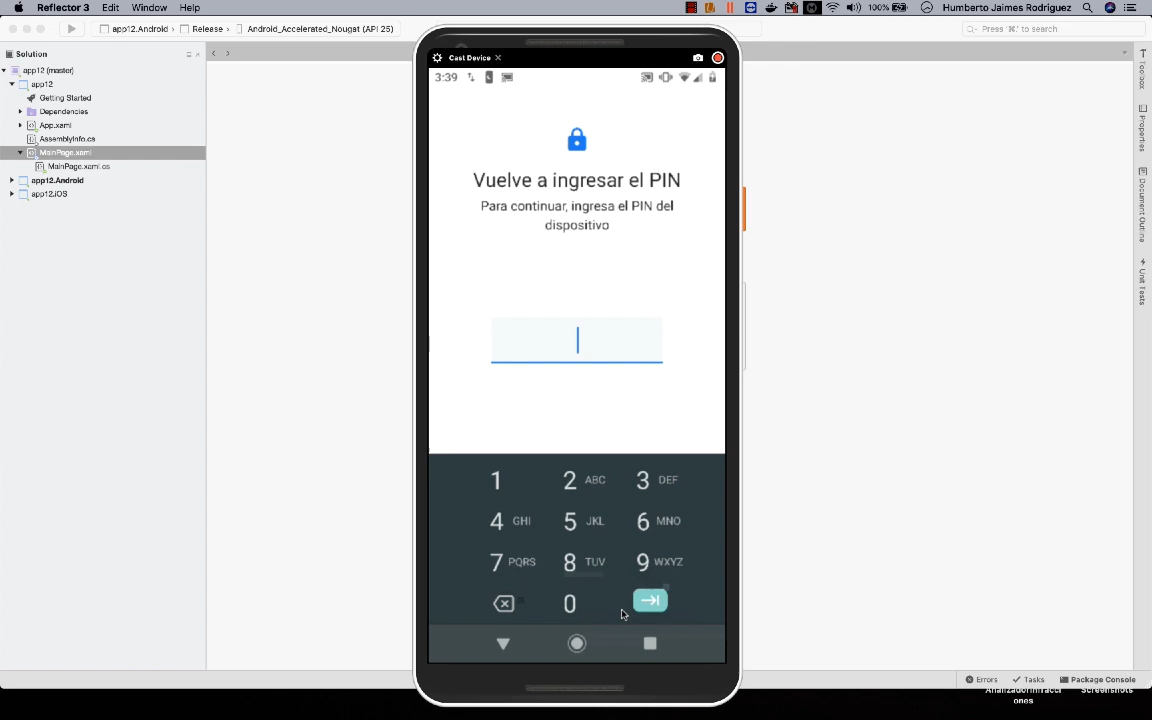 Reflector 3 Edit Window Help
100% Humberto Jaimes Rodriguez
app12.Android › Release › Android_Accelerated_Nougat (API 25)
Press '⌘.' to search
Solution
app12 (master)
app12
Getting Started
Dependencies
App.xaml
AssemblyInfo.cs
MainPage.xaml
MainPage.xaml.cs
app12.Android
app12.iOS
Cast Device
3:39
Vuelve a ingresar el PIN
Para continuar, ingresa el PIN del
dispositivo
1 2 ABC 3 DEF
4 GHI 5 JKL 6 MNO
7 PQRS 8 TUV 9 WXYZ
0
Toolbox
Properties
Document Outline
Unit Tests
Errors Tasks Package Console
AnalizadorInfracci
ones
Screenshots